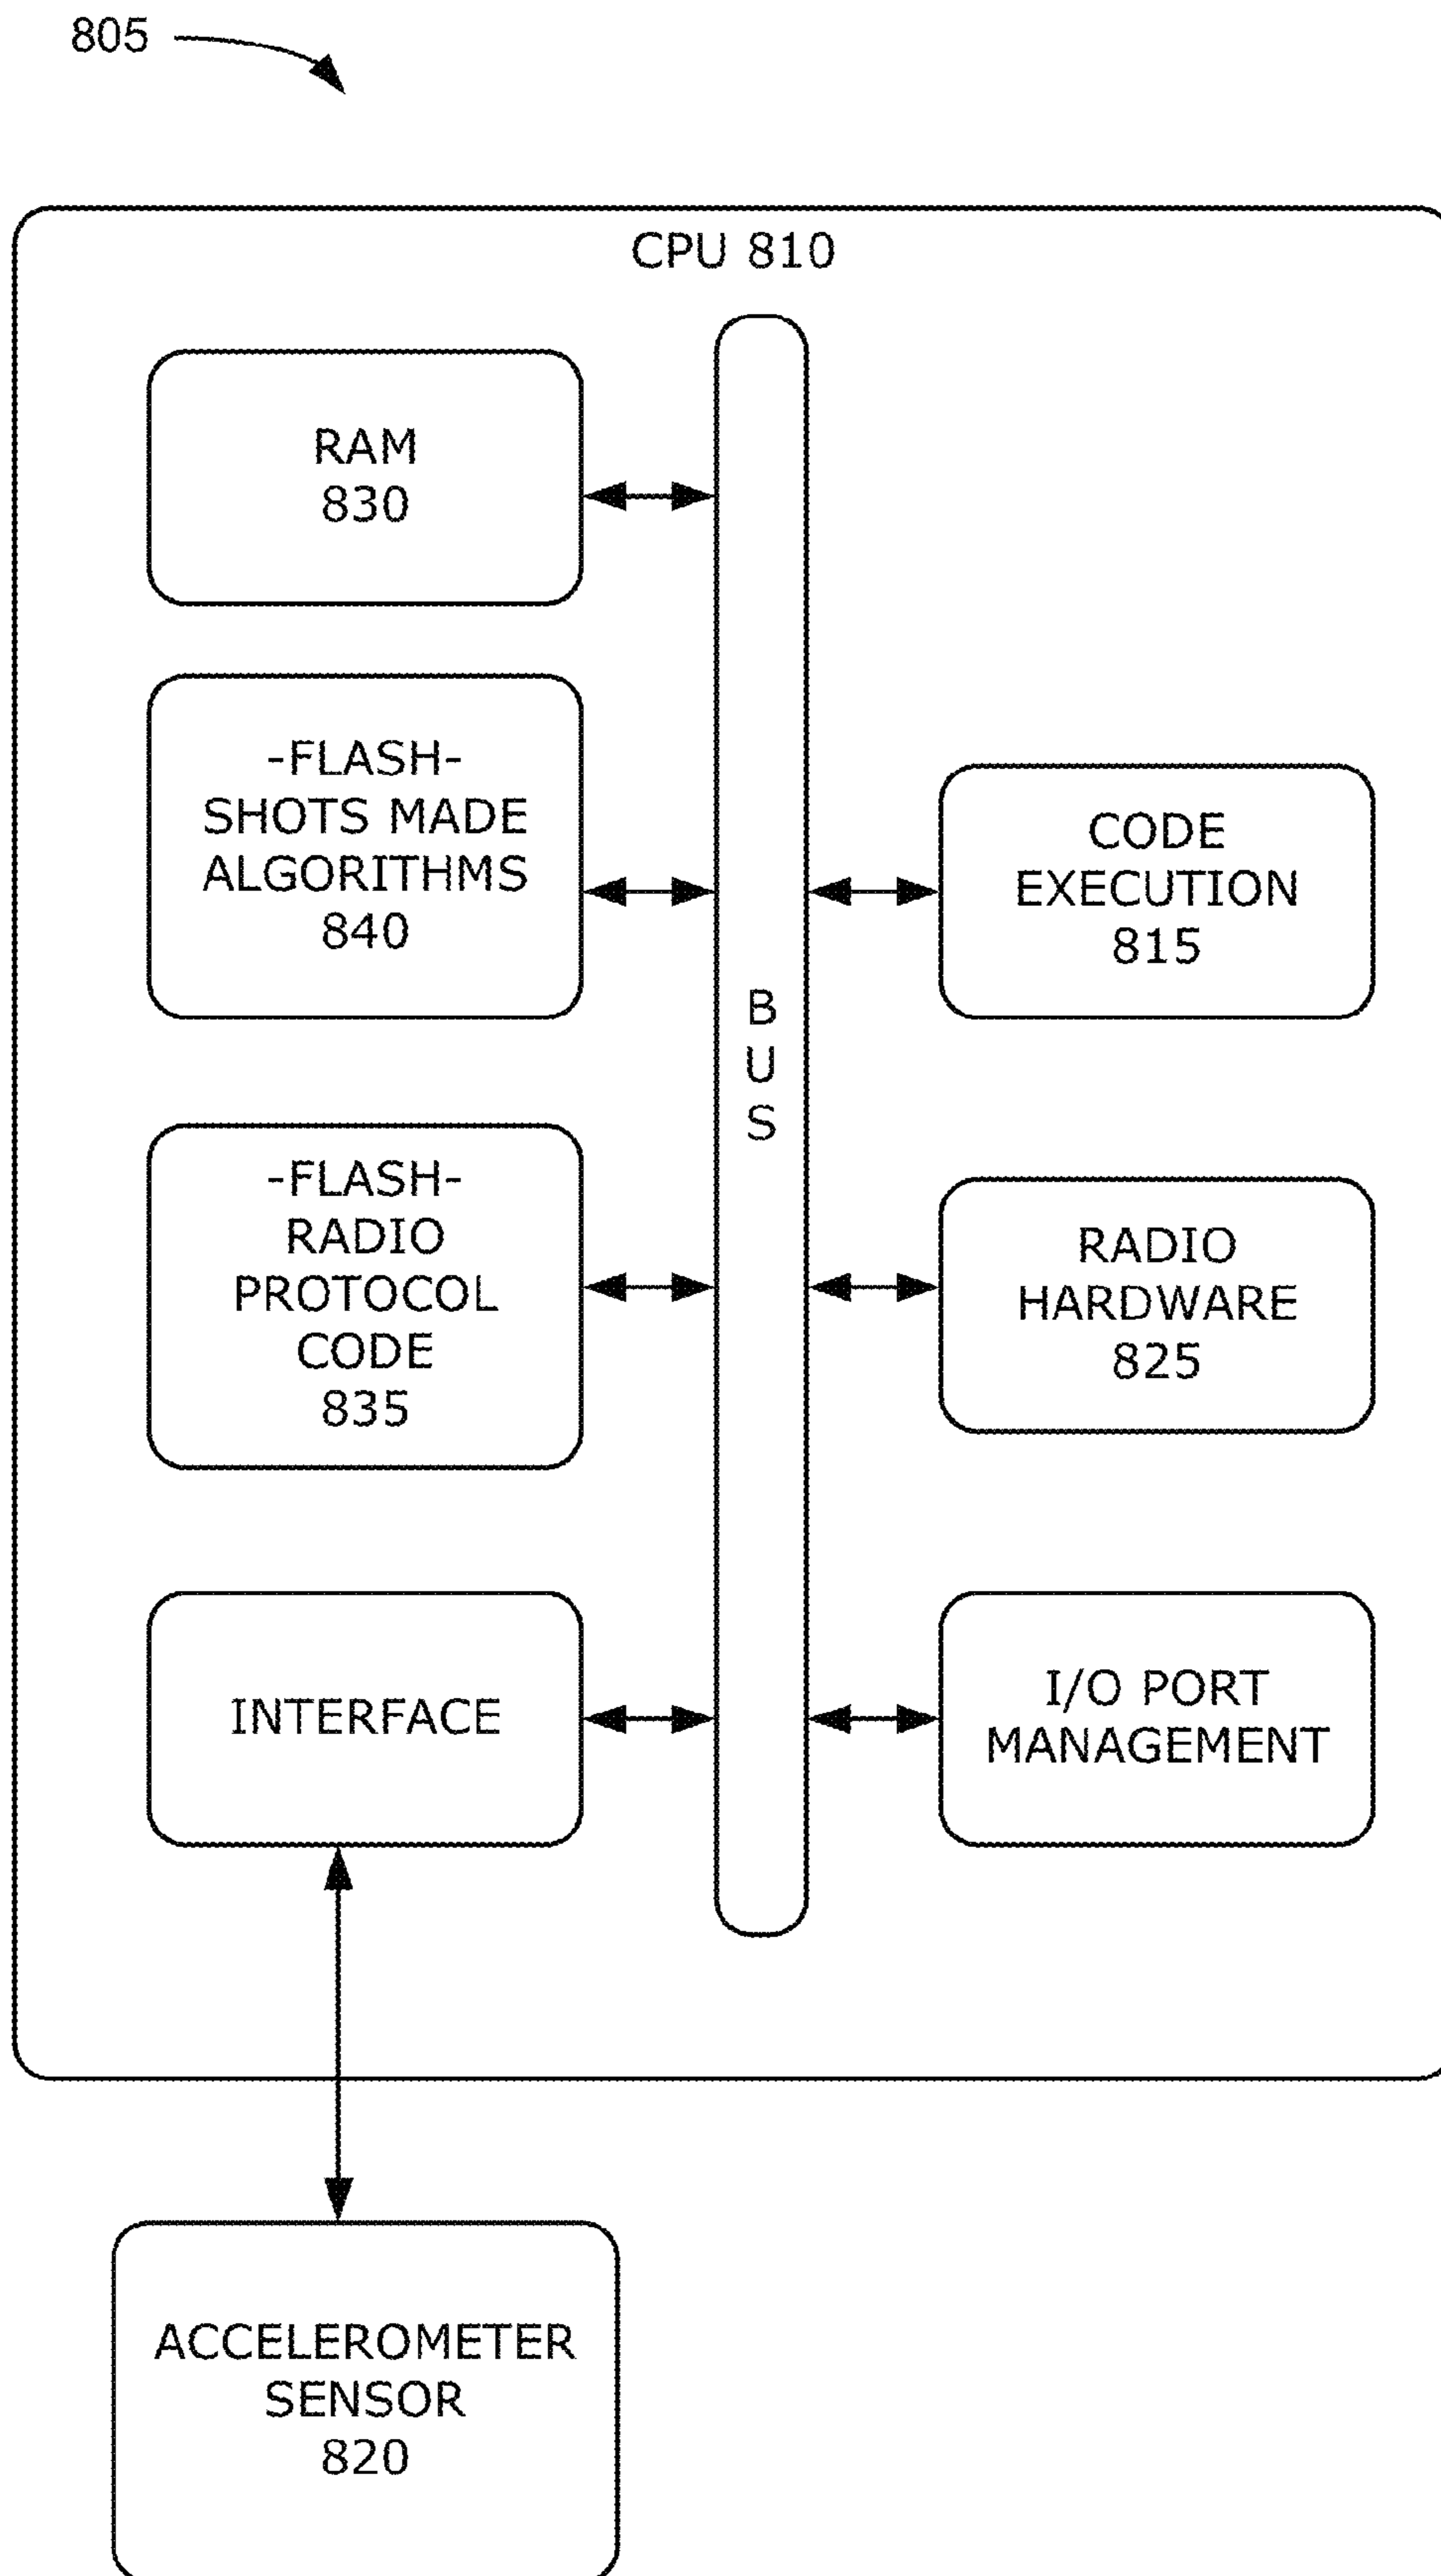 805
CPU 810
RAM
830
-FLASH-
SHOTS MADE
ALGORITHMS
840
CODE
EXECUTION
815
B
U
S
-FLASH-
RADIO
PROTOCOL
CODE
835
RADIO
HARDWARE
825
INTERFACE
I/O PORT
MANAGEMENT
ACCELEROMETER
SENSOR
820